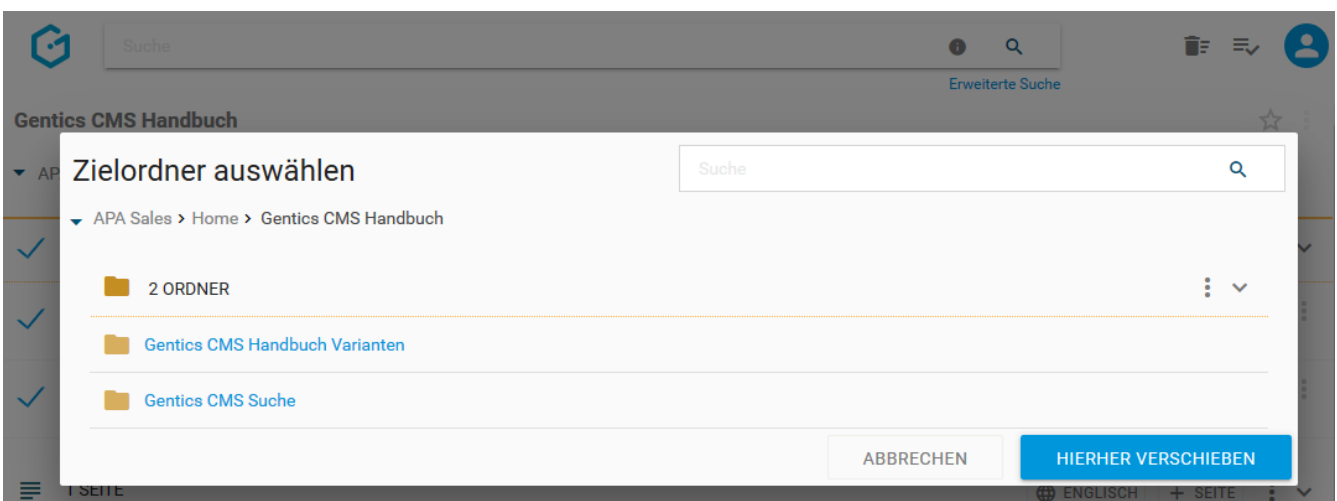 Suche
Erweiterte Suche
Gentics CMS Handbuch
AP
Zielordner auswählen
Suche
APA Sales > Home > Gentics CMS Handbuch
2 ORDNER
Gentics CMS Handbuch Varianten
Gentics CMS Suche
ABBRECHEN
HIERHER VERSCHIEBEN
1 SEITE
ENGLISCH
+ SEITE